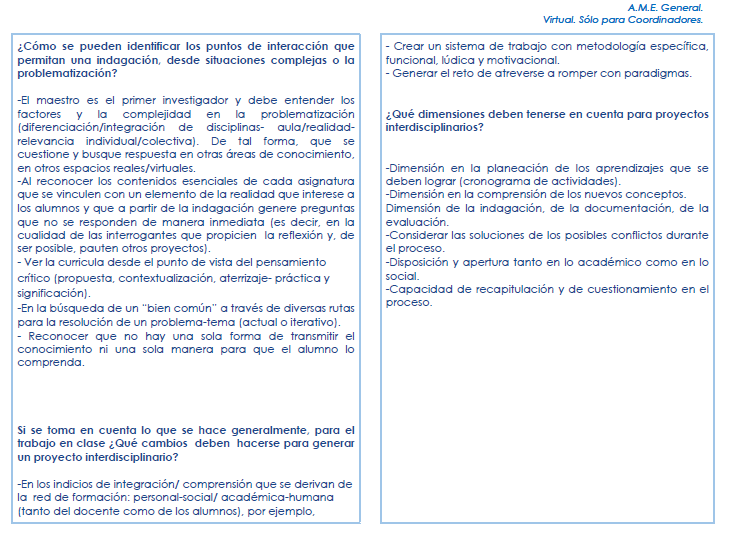 A.M.E. General.
Virtual. Sólo para Coordinadores.
¿Cómo se pueden identificar los puntos de interacción que
permitan una indagación, desde situaciones complejas o la
problematización?
-El maestro es el primer investigador y debe entender los
factores y la complejidad en la problematización
(diferenciación/integración de disciplinas- aula/realidad-
relevancia individual/colectiva). De tal forma, que se
cuestione y busque respuesta en otras áreas de conocimiento,
en otros espacios reales/virtuales.
-Al reconocer los contenidos esenciales de cada asignatura
que se vinculen con un elemento de la realidad que interese a
los alumnos y que a partir de la indagación genere preguntas
que no se responden de manera inmediata (es decir, en la
cualidad de las interrogantes que propicien la reflexión y, de
ser posible, pauten otros proyectos).
- Ver la curricula desde el punto de vista del pensamiento
crítico (propuesta, contextualización, aterrizaje- práctica y
significación).
-En la búsqueda de un "bien común" a través de diversas rutas
para la resolución de un problema-tema (actual o iterativo).
- Reconocer que no hay una sola forma de transmitir el
conocimiento ni una sola manera para que el alumno lo
comprenda.
Si se toma en cuenta lo que se hace generalmente, para el
trabajo en clase ¿Qué cambios deben hacerse para generar
un proyecto interdisciplinario?
-En los indicios de integración/ comprensión que se derivan de
la red de formación: personal-social/ académica-humana
(tanto del docente como de los alumnos), por ejemplo,
- Crear un sistema de trabajo con metodología específica,
funcional, lúdica y motivacional.
- Generar el reto de atreverse a romper con paradigmas.
¿Qué dimensiones deben tenerse en cuenta para proyectos
interdisciplinarios?
-Dimensión en la planeación de los aprendizajes que se
deben lograr (cronograma de actividades).
-Dimensión en la comprensión de los nuevos conceptos.
Dimensión de la indagación, de la documentación, de la
evaluación.
-Considerar las soluciones de los posibles conflictos durante
el proceso.
-Disposición y apertura tanto en lo académico como en lo
social.
-Capacidad de recapitulación y de cuestionamiento en el
proceso.